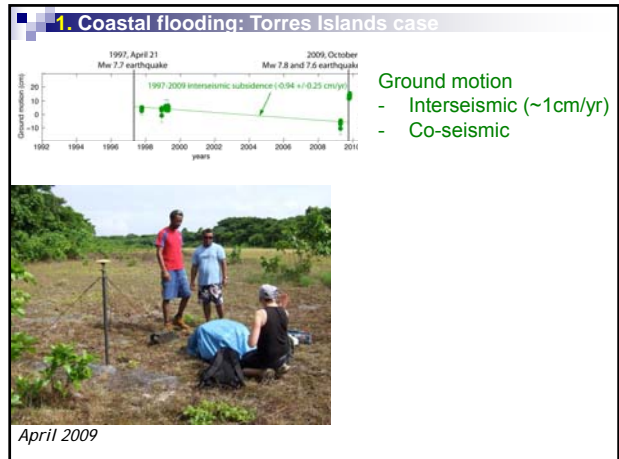 1. Coastal flooding: Torres Islands case
1997, April 21
Mw 7.7 earthquake
2009, October
Mw 7.8 and 7.6 earthquake
1997-2009 interseismic subsidence (-0.94 +/-0.25 cm/yr)
Ground motion (cm)
20
10
0
−10
1992 1994 1996 1998 2000 2002 2004 2006 2008 2010
years
Ground motion
- Interseismic (~1cm/yr)
- Co-seismic
April 2009